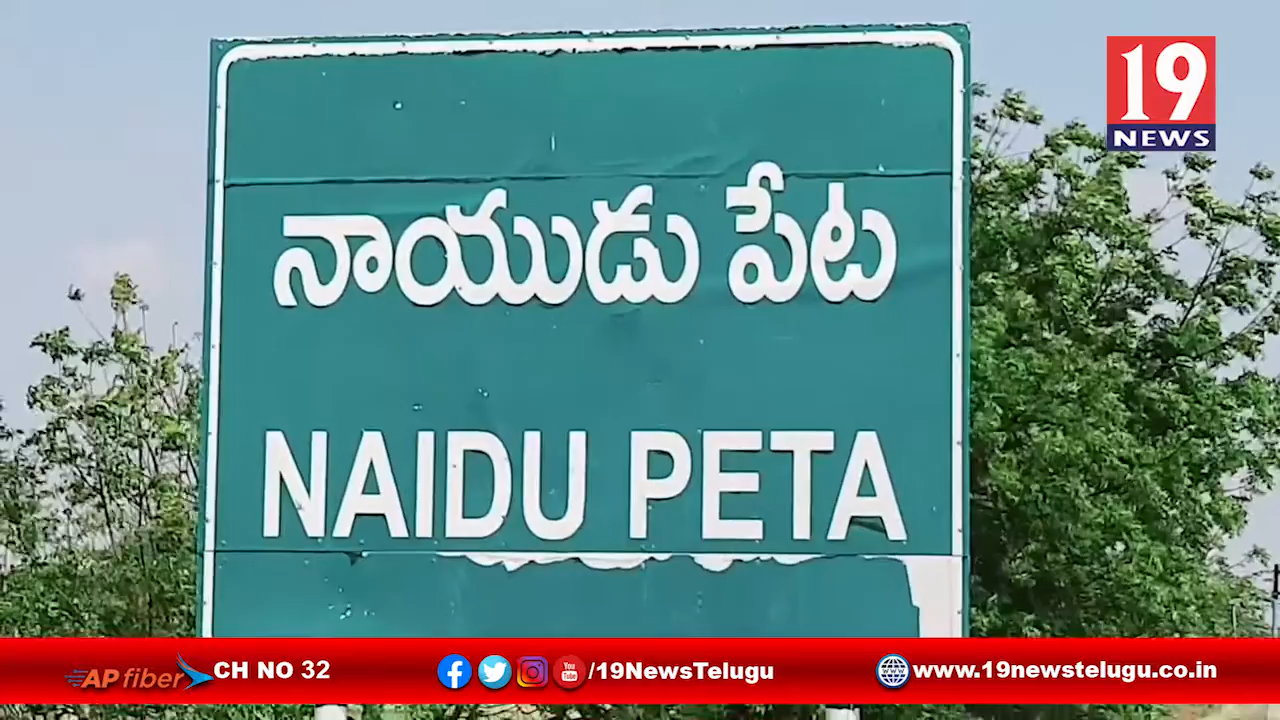 19
NEWS
నాయుడు పేట
NAIDU PETA
AP fiber CH NO 32 /19NewsTelugu www.19newstelugu.co.in